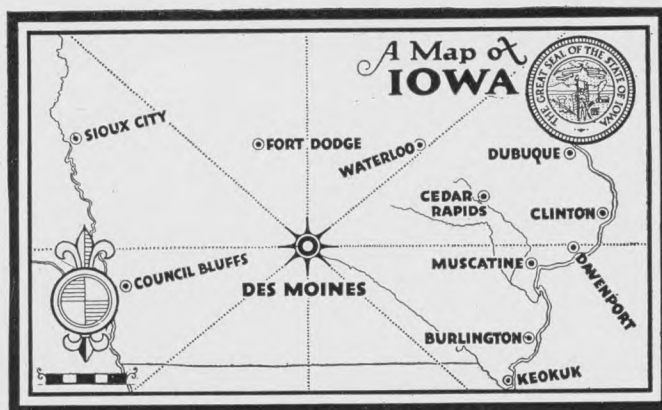 A Map of
IOWA
THE GREAT SEAL OF THE STATE OF IOWA
SIOUX CITY
FORT DODGE
WATERLOO
DUBUQUE
CEDAR
RAPIDS
CLINTON
COUNCIL BLUFFS
DES MOINES
MUSCATINE
DAVENPORT
BURLINGTON
KEOKUK